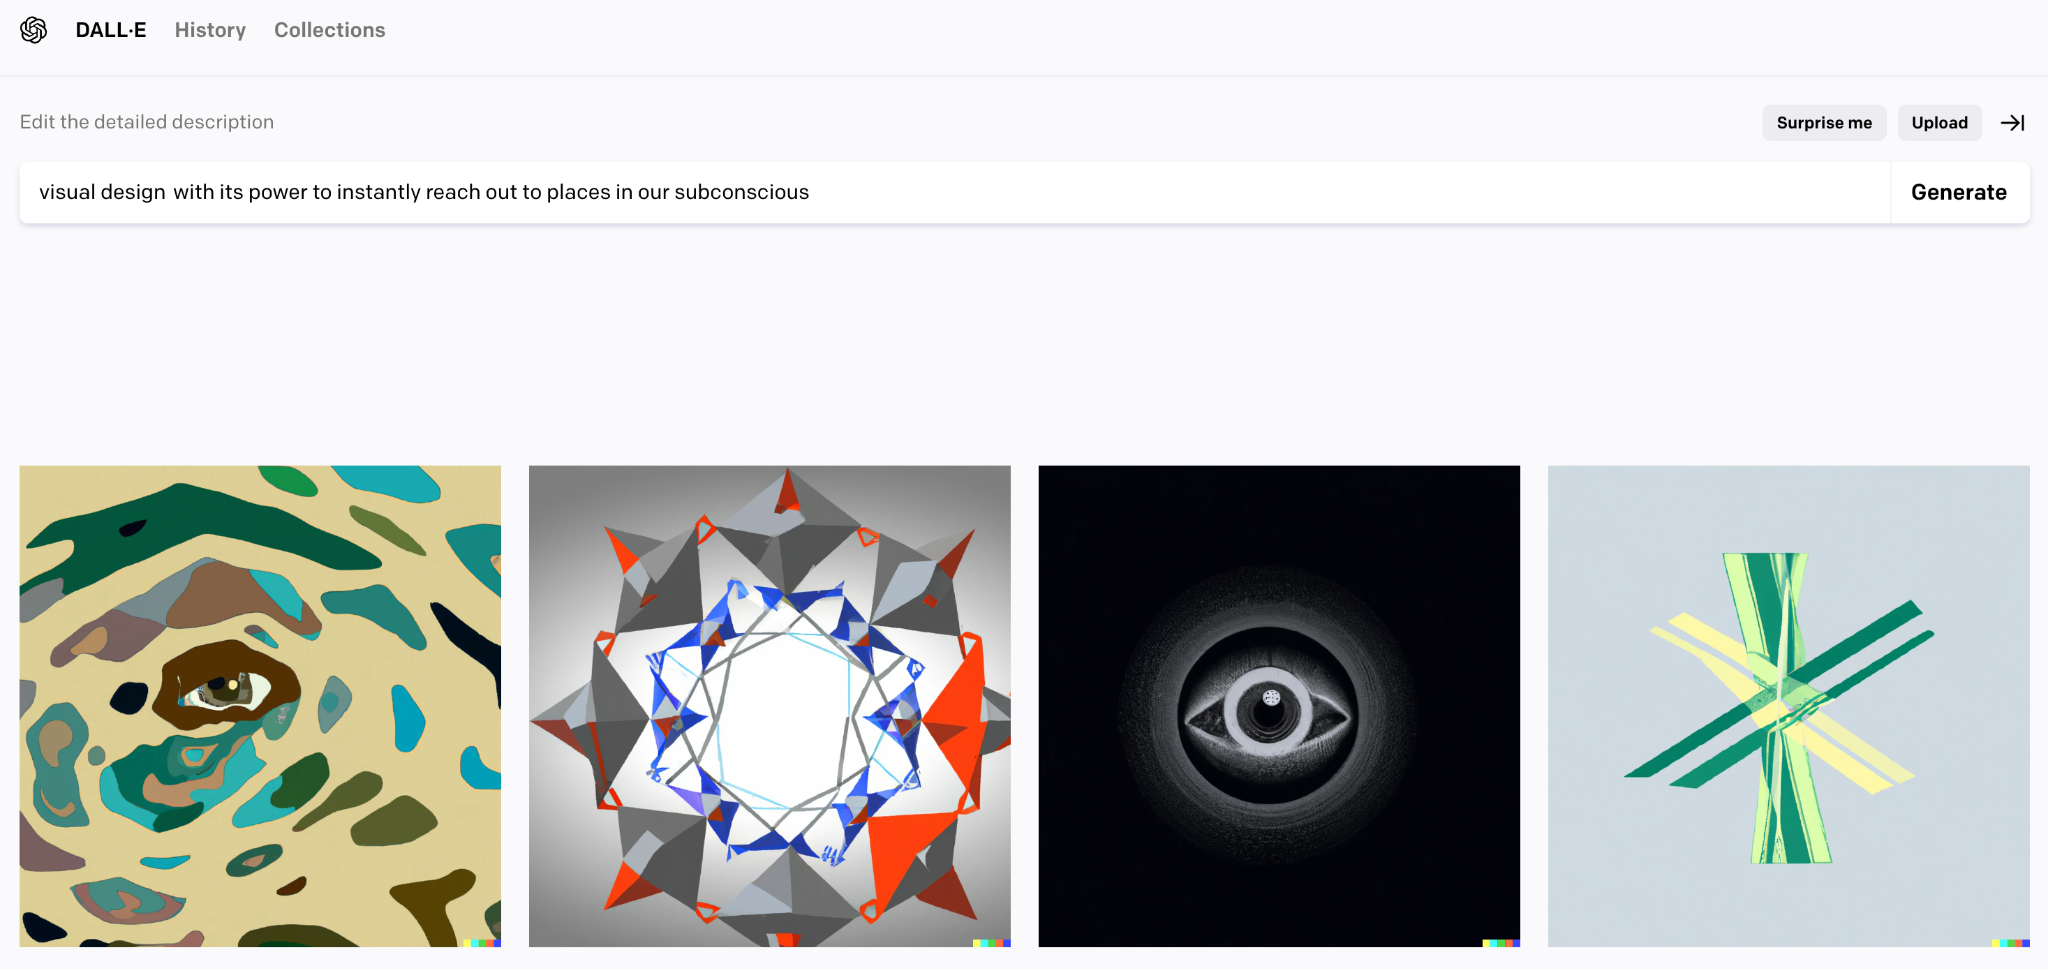 DALL·E History Collections
Edit the detailed description
Surprise me Upload
visual design with its power to instantly reach out to places in our subconscious
Generate